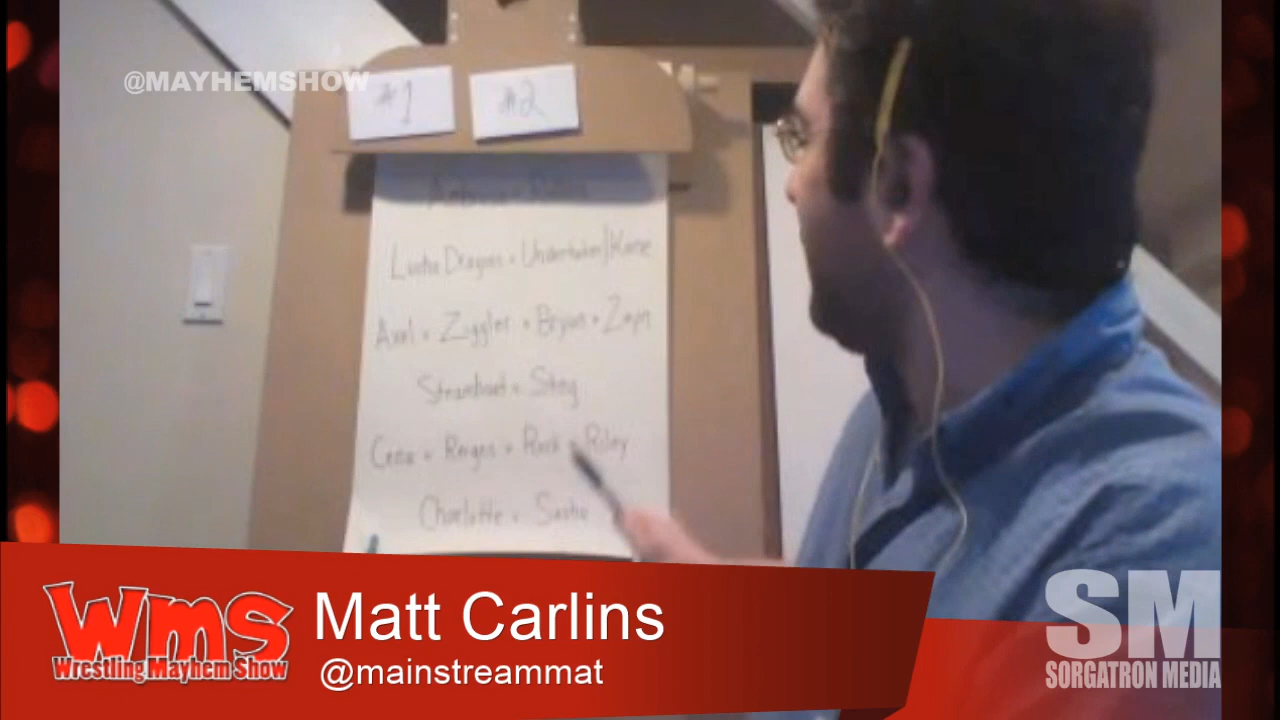 @MAYHEMSHOW
#1 #2
Lucha Dragons + Undertaker/Kane
Axel + Ziggler + Bryan + Zayn
Steamboat = Sting
Cena + Reigns + Rock Riley
Charlotte + Sasha
Wms
Wrestling Mayhem Show
Matt Carlins
@mainstreammat
SM
SORGATRON MEDIA